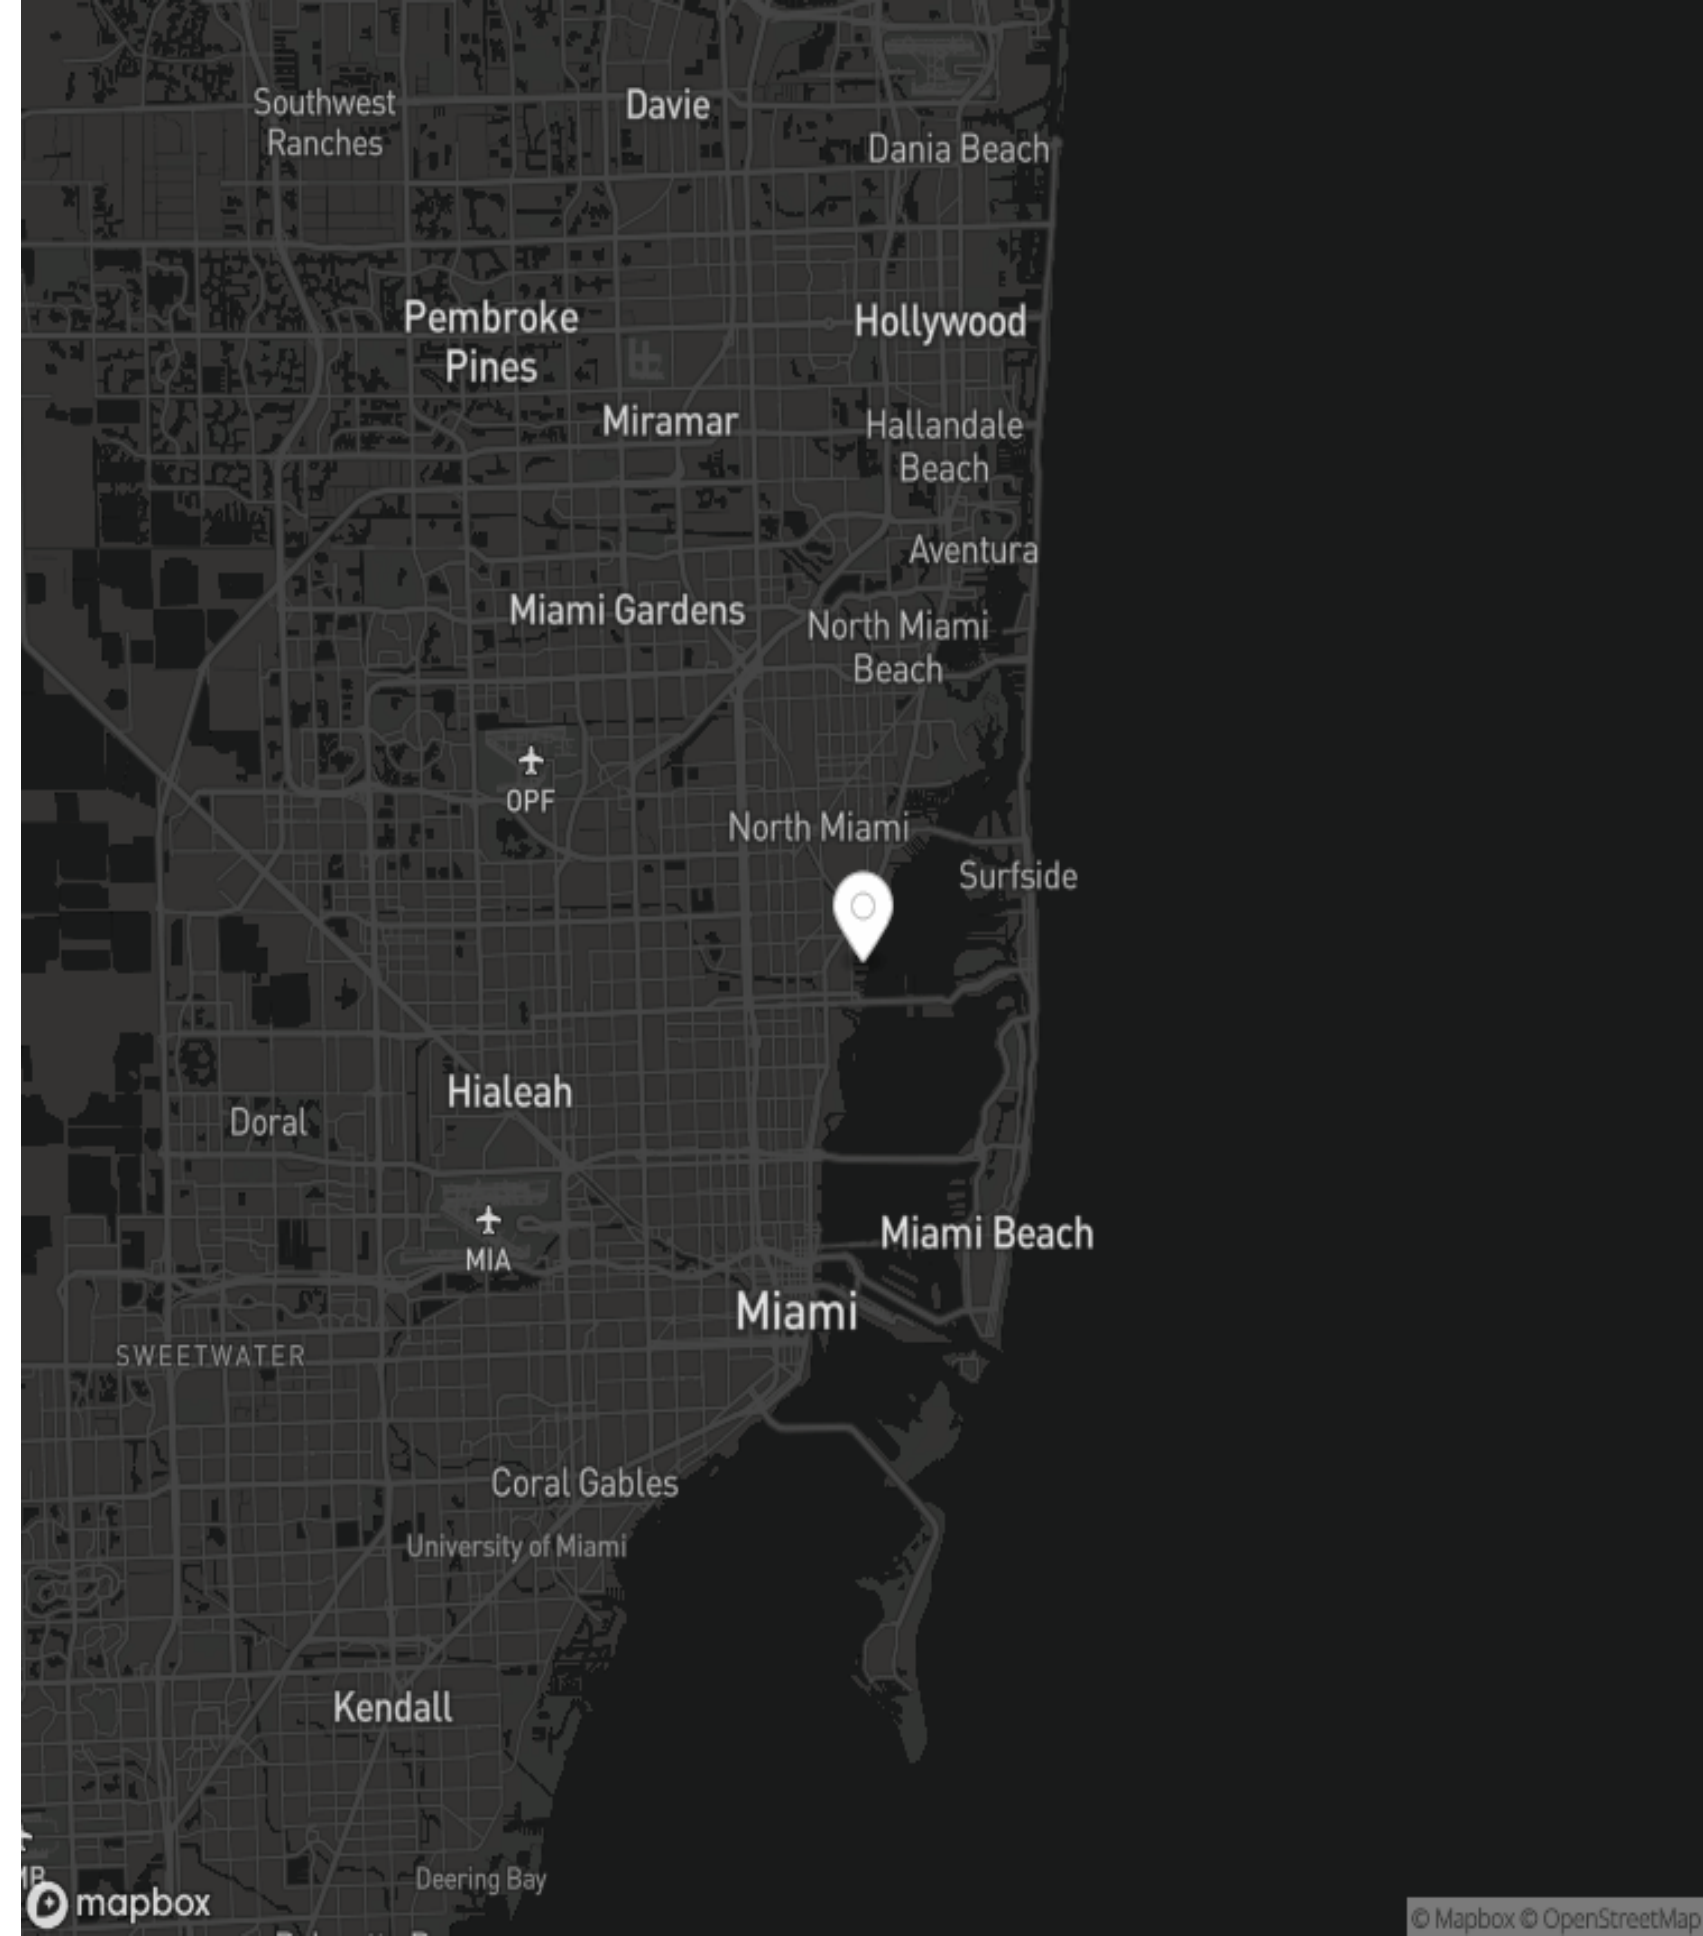 Southwest
Ranches
Davie
Dania Beach
Pembroke
Pines
Hollywood
Miramar
Hallandale
Beach
Aventura
Miami Gardens
North Miami
Beach
OPF
North Miami
Surfside
Hialeah
Doral
MIA
Miami Beach
Miami
SWEETWATER
Coral Gables
University of Miami
Kendall
Deering Bay
mapbox
© Mapbox © OpenStreetMap